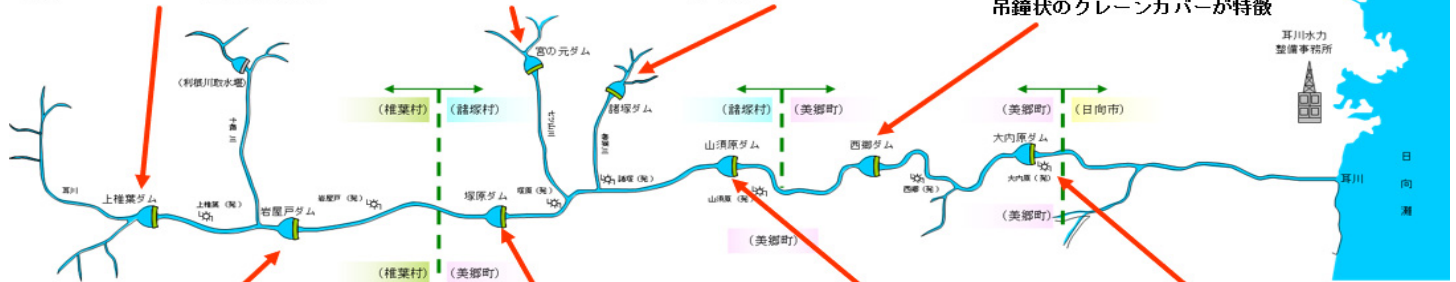 吊鐘状のクレーンカバーが特徴
耳川水力
整備事務所
宮の元ダム
(利根川取水堰)
諸塚ダム
(椎葉村)
(諸塚村)
(諸塚村)
(美郷町)
(美郷町)
(日向市)
七ツ山川
山須原ダム
西郷ダム
大内原ダム
日向灘
耳川
諸塚(発)
大内原(発)
耳川
上椎葉ダム
上椎葉(発)
岩屋戸ダム
岩屋戸(発)
塚原ダム
塚原(発)
山須原(発)
西郷(発)
(美郷町)
(美郷町)
(椎葉村)
(美郷町)